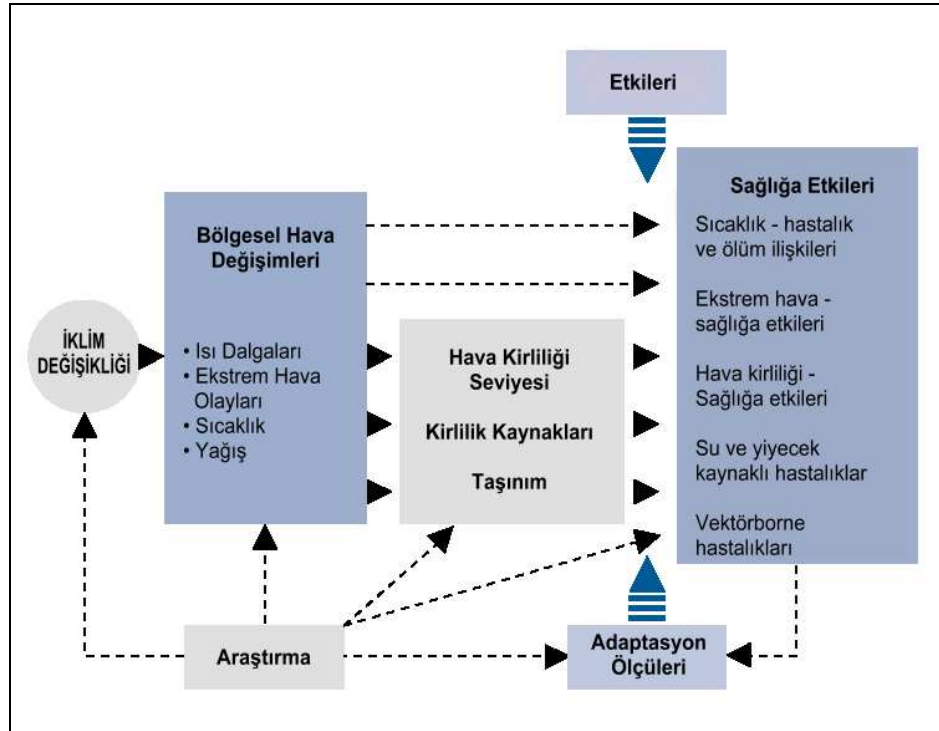 Etkileri
İKLİM
DEĞİŞİKLİĞİ
Bölgesel Hava
Değişimleri
• Isı Dalgaları
• Ekstrem Hava
Olayları
• Sıcaklık
• Yağış
Hava Kirliliği
Seviyesi
Kirlilik Kaynakları
Taşınım
Sağlığa Etkileri
Sıcaklık - hastalık
ve ölüm ilişkileri
Ekstrem hava -
sağlığa etkileri
Hava kirliliği -
Sağlığa etkileri
Su ve yiyecek
kaynaklı hastalıklar
Vektörborne
hastalıkları
Araştırma
Adaptasyon
Ölçüleri